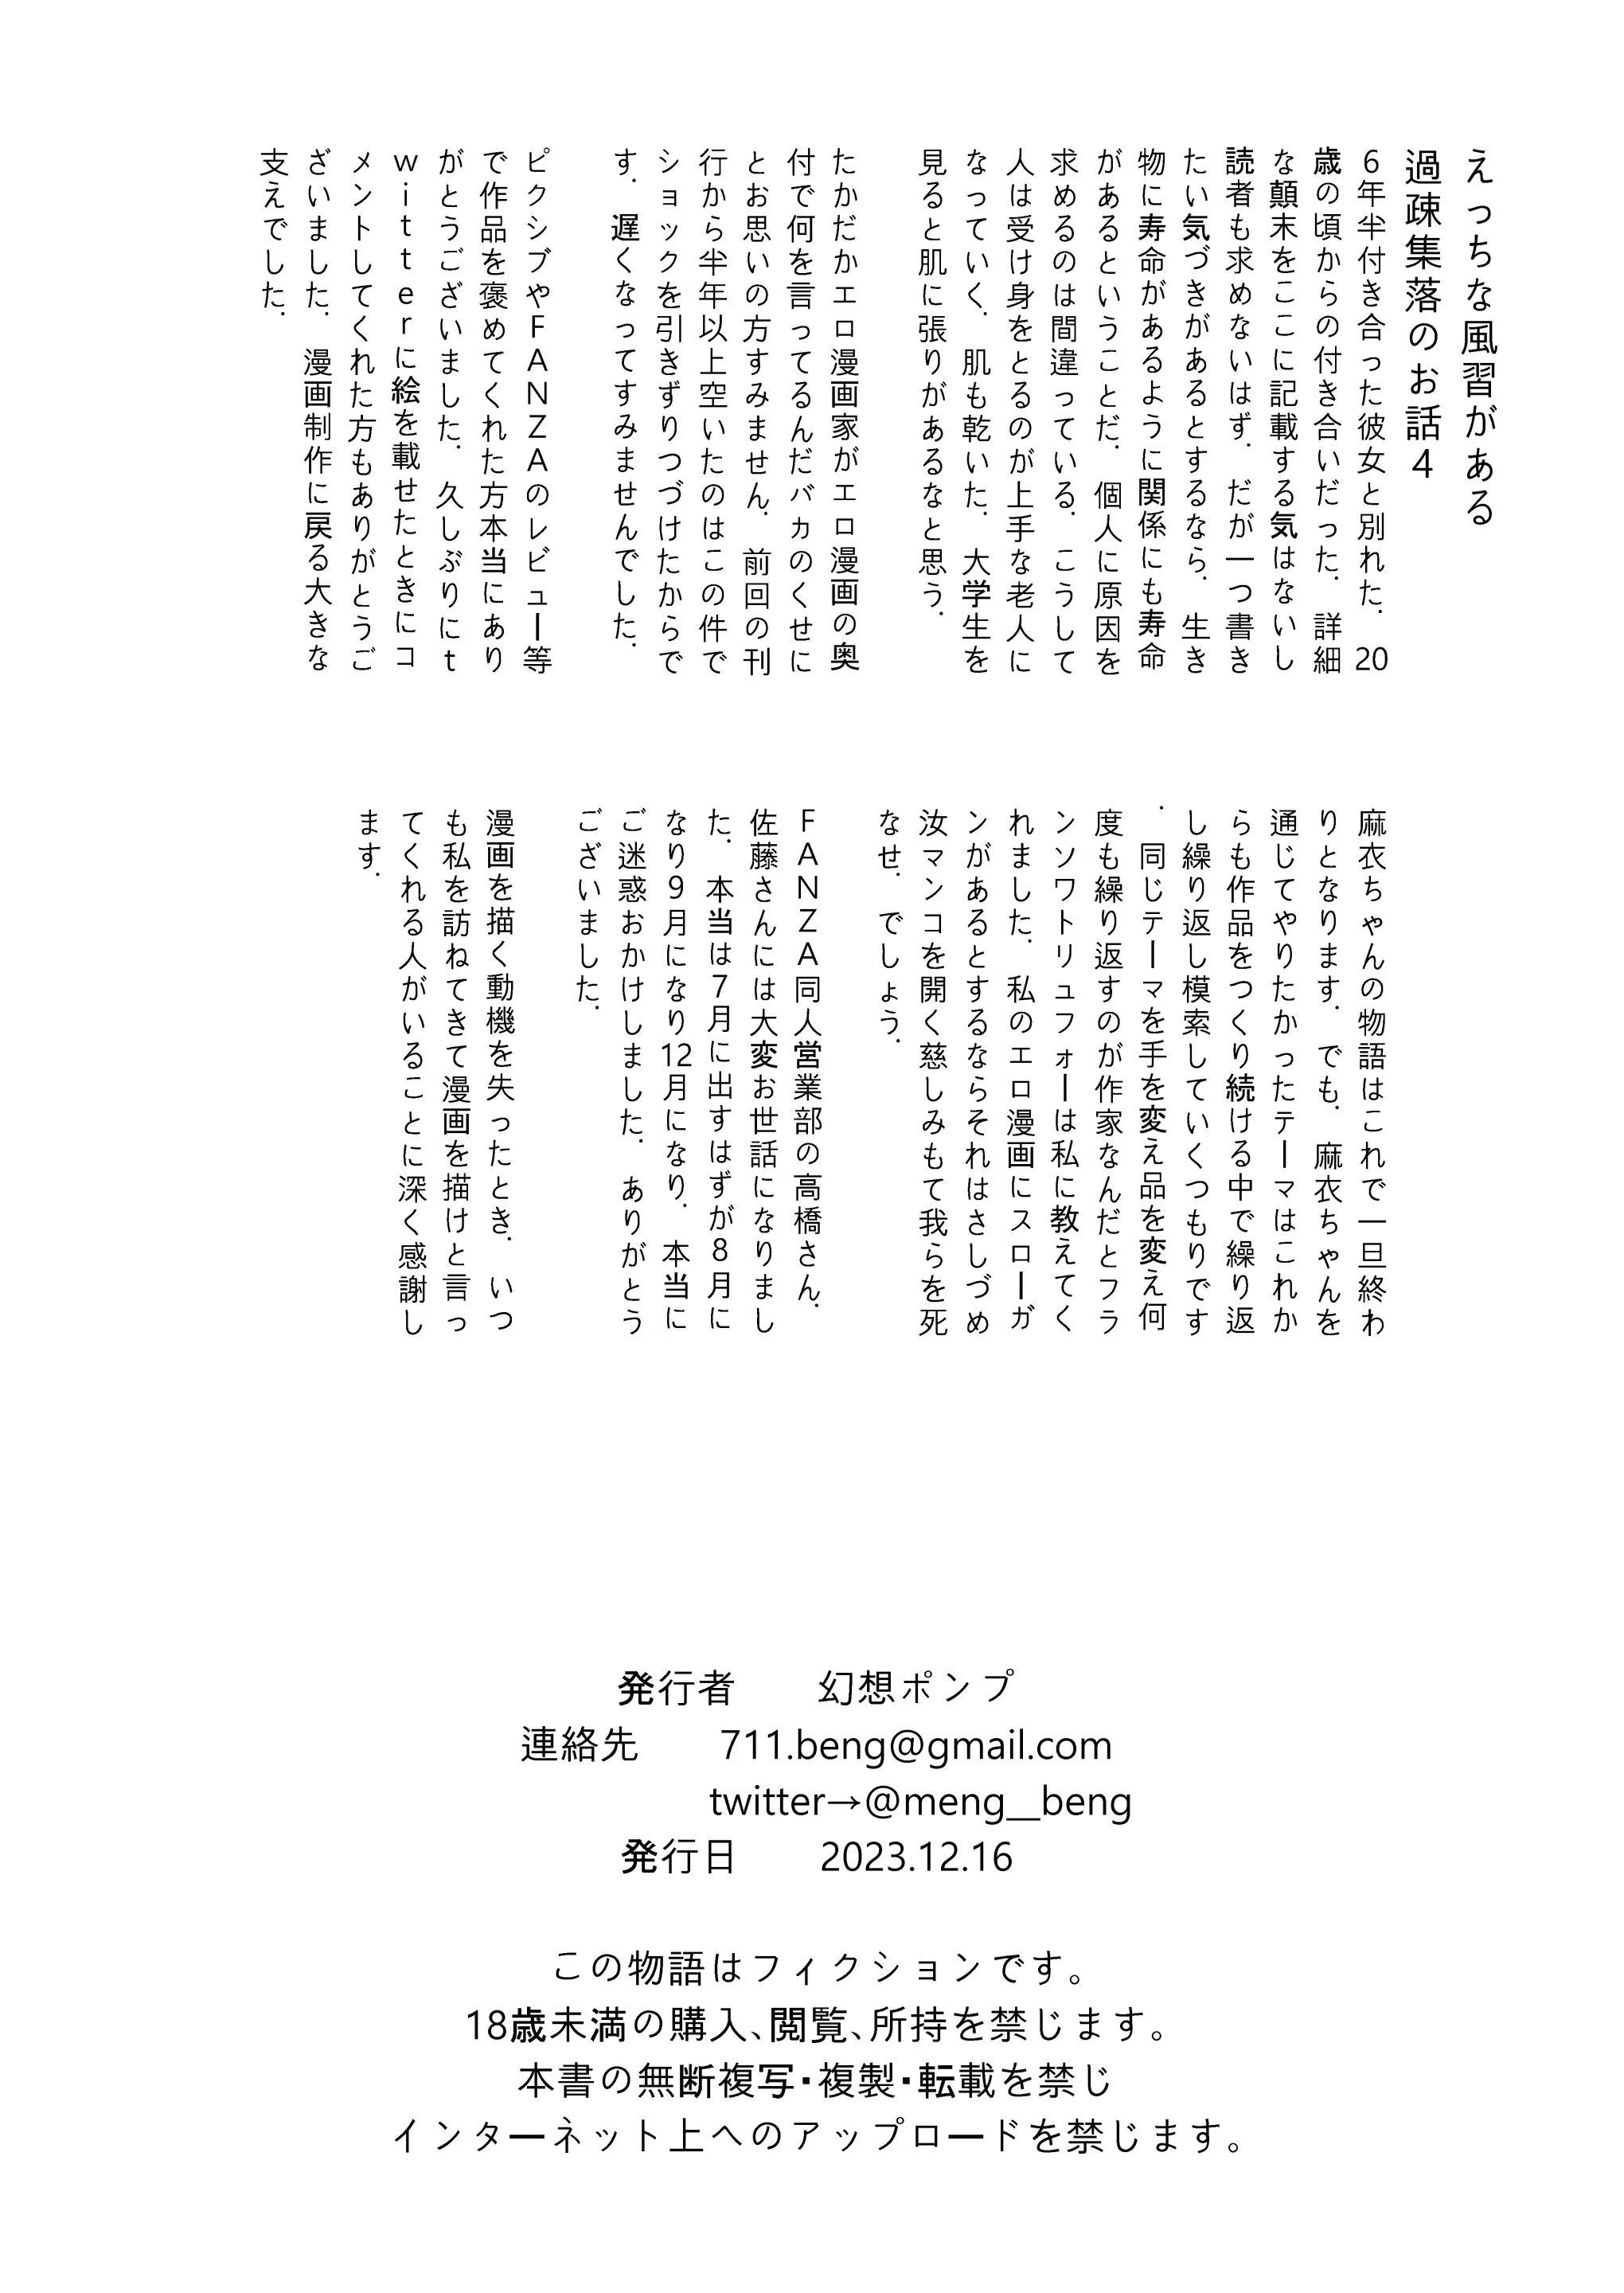 えっちな風習がある
過疎集落のお話４
６年半付き合った彼女と別れた．20
歳の頃からの付き合いだった．詳細
な顛末をここに記載する気はないし
読者も求めないはず．だが一つ書き
たい気づきがあるとするなら．生き
物に寿命があるように関係にも寿命
があるということだ．個人に原因を
求めるのは間違っている．こうして
人は受け身をとるのが上手な老人に
なっていく．肌も乾いた．大学生を
見ると肌に張りがあるなと思う．
たかだかエロ漫画家がエロ漫画の奥
付で何を言ってるんだバカのくせに
とお思いの方すみません．前回の刊
行から半年以上空いたのはこの件で
ショックを引きずりつづけたからで
す．遅くなってすみませんでした．
ピクシブやＦＡＮＺＡのレビュー等
で作品を褒めてくれた方本当にあり
がとうございました．久しぶりにｔ
ｗｉｔｔｅｒに絵を載せたときにコ
メントしてくれた方もありがとうご
ざいました．漫画制作に戻る大きな
支えでした．
麻衣ちゃんの物語はこれで一旦終わ
りとなります．でも．麻衣ちゃんを
通じてやりたかったテーマはこれか
らも作品をつくり続ける中で繰り返
し繰り返し模索していくつもりです
．同じテーマを手を変え品を変え何
度も繰り返すのが作家なんだとフラ
ンソワトリュフォーは私に教えてく
れました．私のエロ漫画にスローガ
ンがあるとするならそれはさしづめ
汝マンコを開く慈しみもて我らを死
なせ．でしょう．
ＦＡＮＺＡ同人営業部の高橋さん．
佐藤さんには大変お世話になりまし
た．本当は７月に出すはずが８月に
なり９月になり12月になり．本当に
ご迷惑おかけしました．ありがとう
ございました．
漫画を描く動機を失ったとき．いつ
も私を訪ねてきて漫画を描けと言っ
てくれる人がいることに深く感謝し
ます．
発行者　　幻想ポンプ
連絡先　　711.beng@gmail.com
twitter→@meng__beng
発行日　　2023.12.16
この物語はフィクションです。
18歳未満の購入、閲覧、所持を禁じます。
本書の無断複写・複製・転載を禁じ
インターネット上へのアップロードを禁じます。